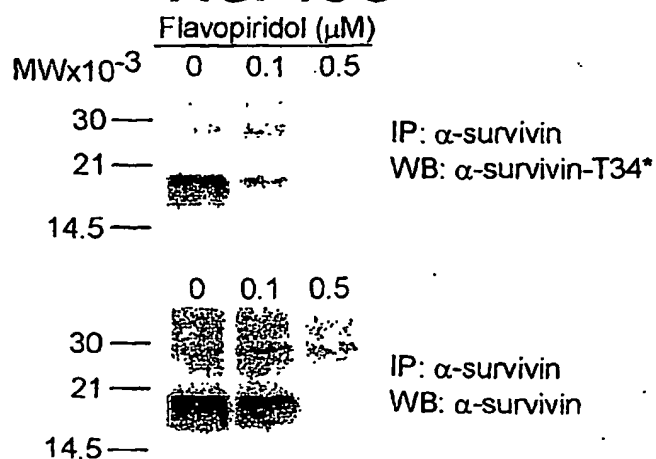 Flavopiridol (μM)
MWx10⁻³ 0 0.1 0.5
30
21
14.5
IP: α-survivin
WB: α-survivin-T34*
0 0.1 0.5
30
21
14.5
IP: α-survivin
WB: α-survivin